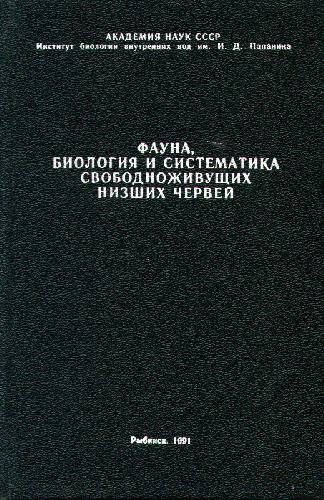 АКАДЕМИЯ НАУК СССР
Институт биологии внутренних вод им. И. Д. Папанина
ФАУНА,
БИОЛОГИЯ И СИСТЕМАТИКА
СВОБОДНОЖИВУЩИХ
НИЗШИХ ЧЕРВЕЙ
Рыбинск, 1991